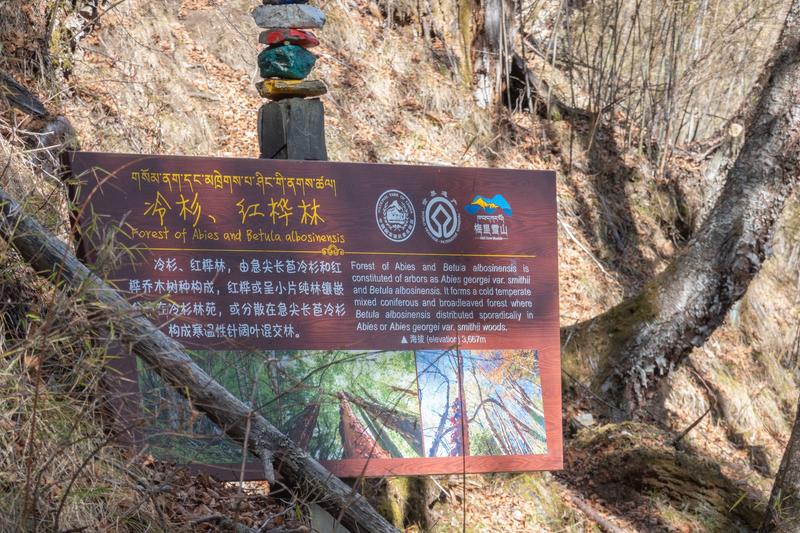 冷杉、红桦林
Forest of Abies and Betula albosinensis
梅里雪山
冷杉、红桦林，由急尖长苞冷杉和红
桦乔木树种构成，红桦或呈小片纯林镶嵌
冷杉林苑，或分散在急尖长苞冷杉
构成寒温性针阔叶混交林。
Forest of Abies and Betula albosinensis is
constituted of arbors as Abies georgei var. smithii
and Betula albosinensis. It forms a cold temperate
mixed coniferous and broadleaved forest where
Betula albosinensis distributed sporadically in
Abies or Abies georgei var. smithii woods.
▲ 海拔 (elevation) 3,667m